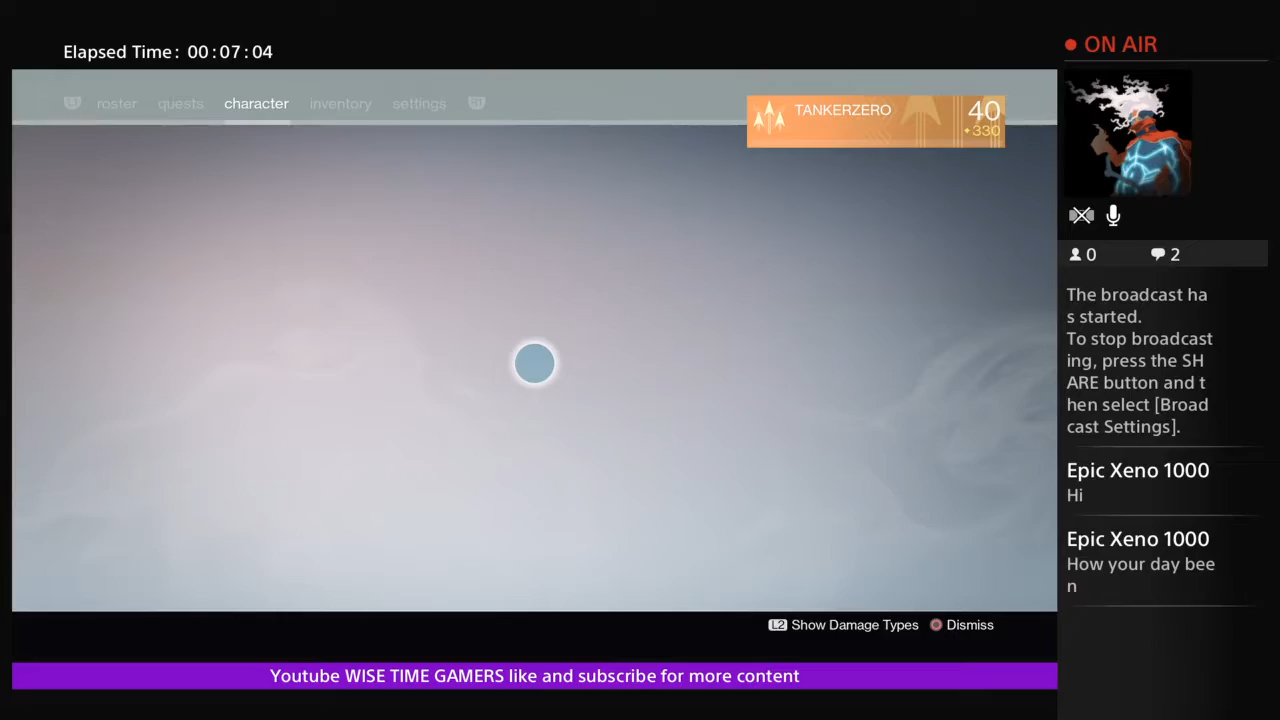 Elapsed Time: 00:07:04
ON AIR
L1 roster quests character inventory settings R1
TANKERZERO 40
330
0 2
The broadcast ha
s started.
To stop broadcast
ing, press the SH
ARE button and t
hen select [Broad
cast Settings].
Epic Xeno 1000
Hi
Epic Xeno 1000
How your day bee
n
L2 Show Damage Types Dismiss
Youtube WISE TIME GAMERS like and subscribe for more content